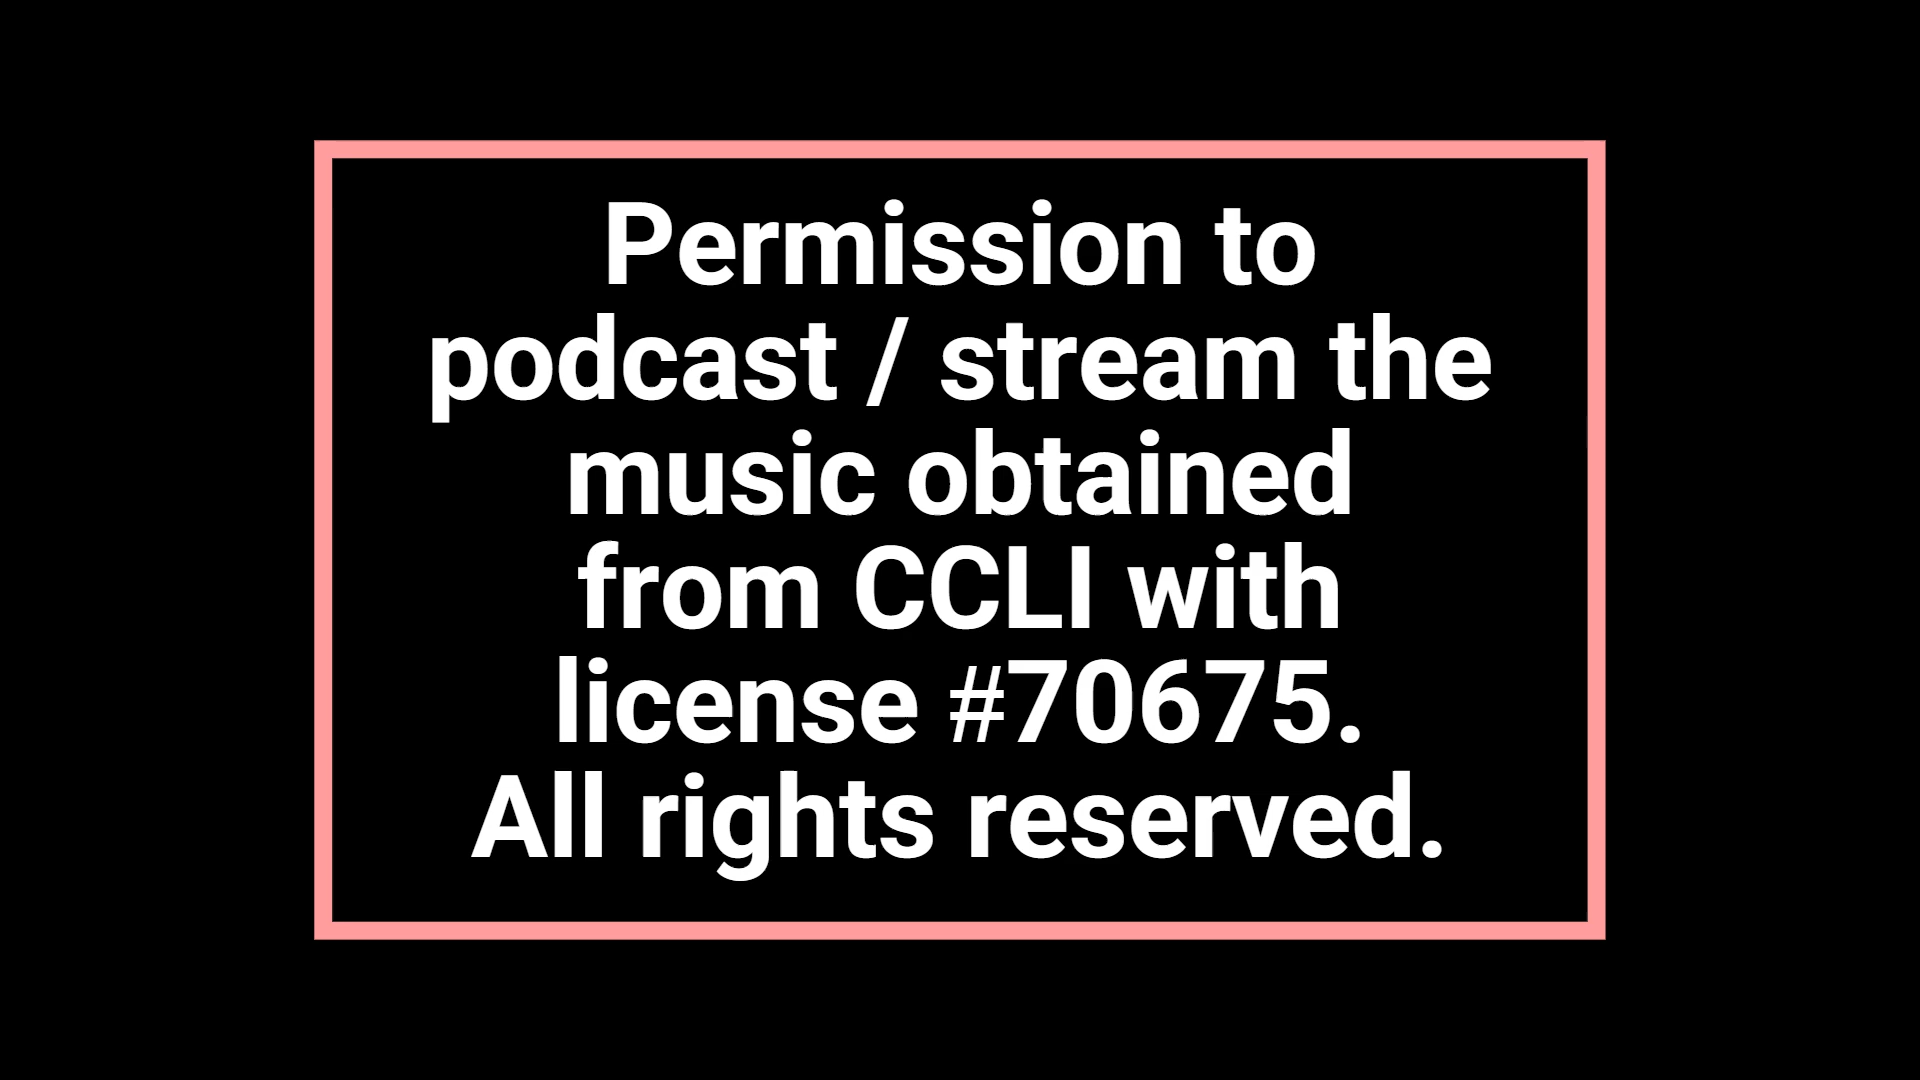 Permission to
podcast / stream the
music obtained
from CCLI with
license #70675.
All rights reserved.